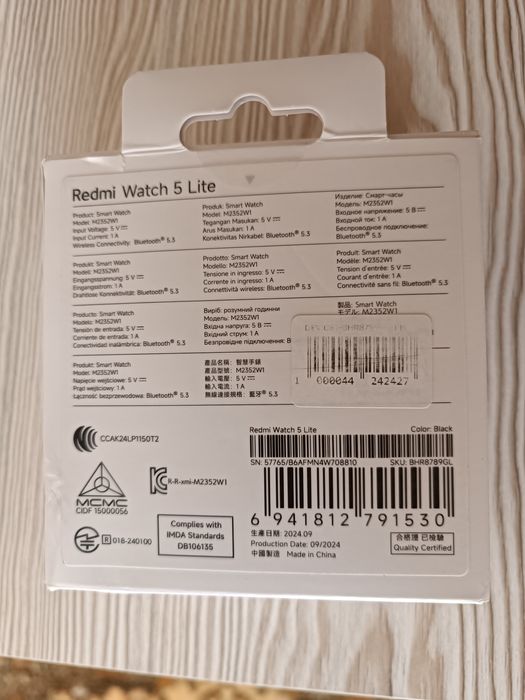 Redmi Watch 5 Lite
Product: Smart Watch
Model: M2352W1
Input Voltage: 5 V⎓
Input Current: 1 A
Wireless Connectivity: Bluetooth® 5.3
Produk: Smart Watch
Model: M2352W1
Tegangan Masukan: 5 V⎓
Arus Masukan: 1 A
Konektivitas Nirkabel: Bluetooth® 5.3
Изделие: Смарт-часы
Модель: M2352W1
Входное напряжение: 5 В⎓
Входной ток: 1 А
Беспроводное подключение:
Bluetooth® 5.3
Produkt: Smart Watch
Modell: M2352W1
Eingangsspannung: 5 V⎓
Eingangsstrom: 1 A
Drahtlose Konnektivität: Bluetooth® 5.3
Prodotto: Smart Watch
Modello: M2352W1
Tensione in ingresso: 5 V⎓
Corrente in ingresso: 1 A
Connettività wireless: Bluetooth® 5.3
Produit: Smart Watch
Modèle: M2352W1
Tension d'entrée: 5 V⎓
Courant d'entrée: 1 A
Connectivité sans fil: Bluetooth® 5.3
Producto: Smart Watch
Modelo: M2352W1
Tensión de entrada: 5 V⎓
Corriente de entrada: 1 A
Conectividad inalámbrica: Bluetooth® 5.3
Виріб: розумний годинник
Модель: M2352W1
Вхідна напруга: 5 В⎓
Вхідний струм: 1 А
Безпровідне підключення: B
製品: Smart Watch
モデル: M2352W1
1 000044 242427
Produkt: Smart Watch
Model: M2352W1
Napięcie wejściowe: 5 V⎓
Prąd wejściowy: 1 A
Łączność bezprzewodowa: Bluetooth® 5.3
產品名稱: 智慧手錶
產品型號: M2352W1
輸入電壓: 5 V⎓
輸入電流: 1 A
無線連接規格: 藍牙® 5.3
CCAK24LP1150T2
MCMC
CIDF 15000056
R-R-xmi-M2352W1
R 018-240100
Complies with
IMDA Standards
DB106135
Redmi Watch 5 Lite Color: Black
SN: 57765/B6AFMN4W708810 SKU: BHR8789GL
6 941812 791530
生產日期: 2024.09
Production Date: 09/2024
中國製造 Made in China
合格證 已檢驗
Quality Certified